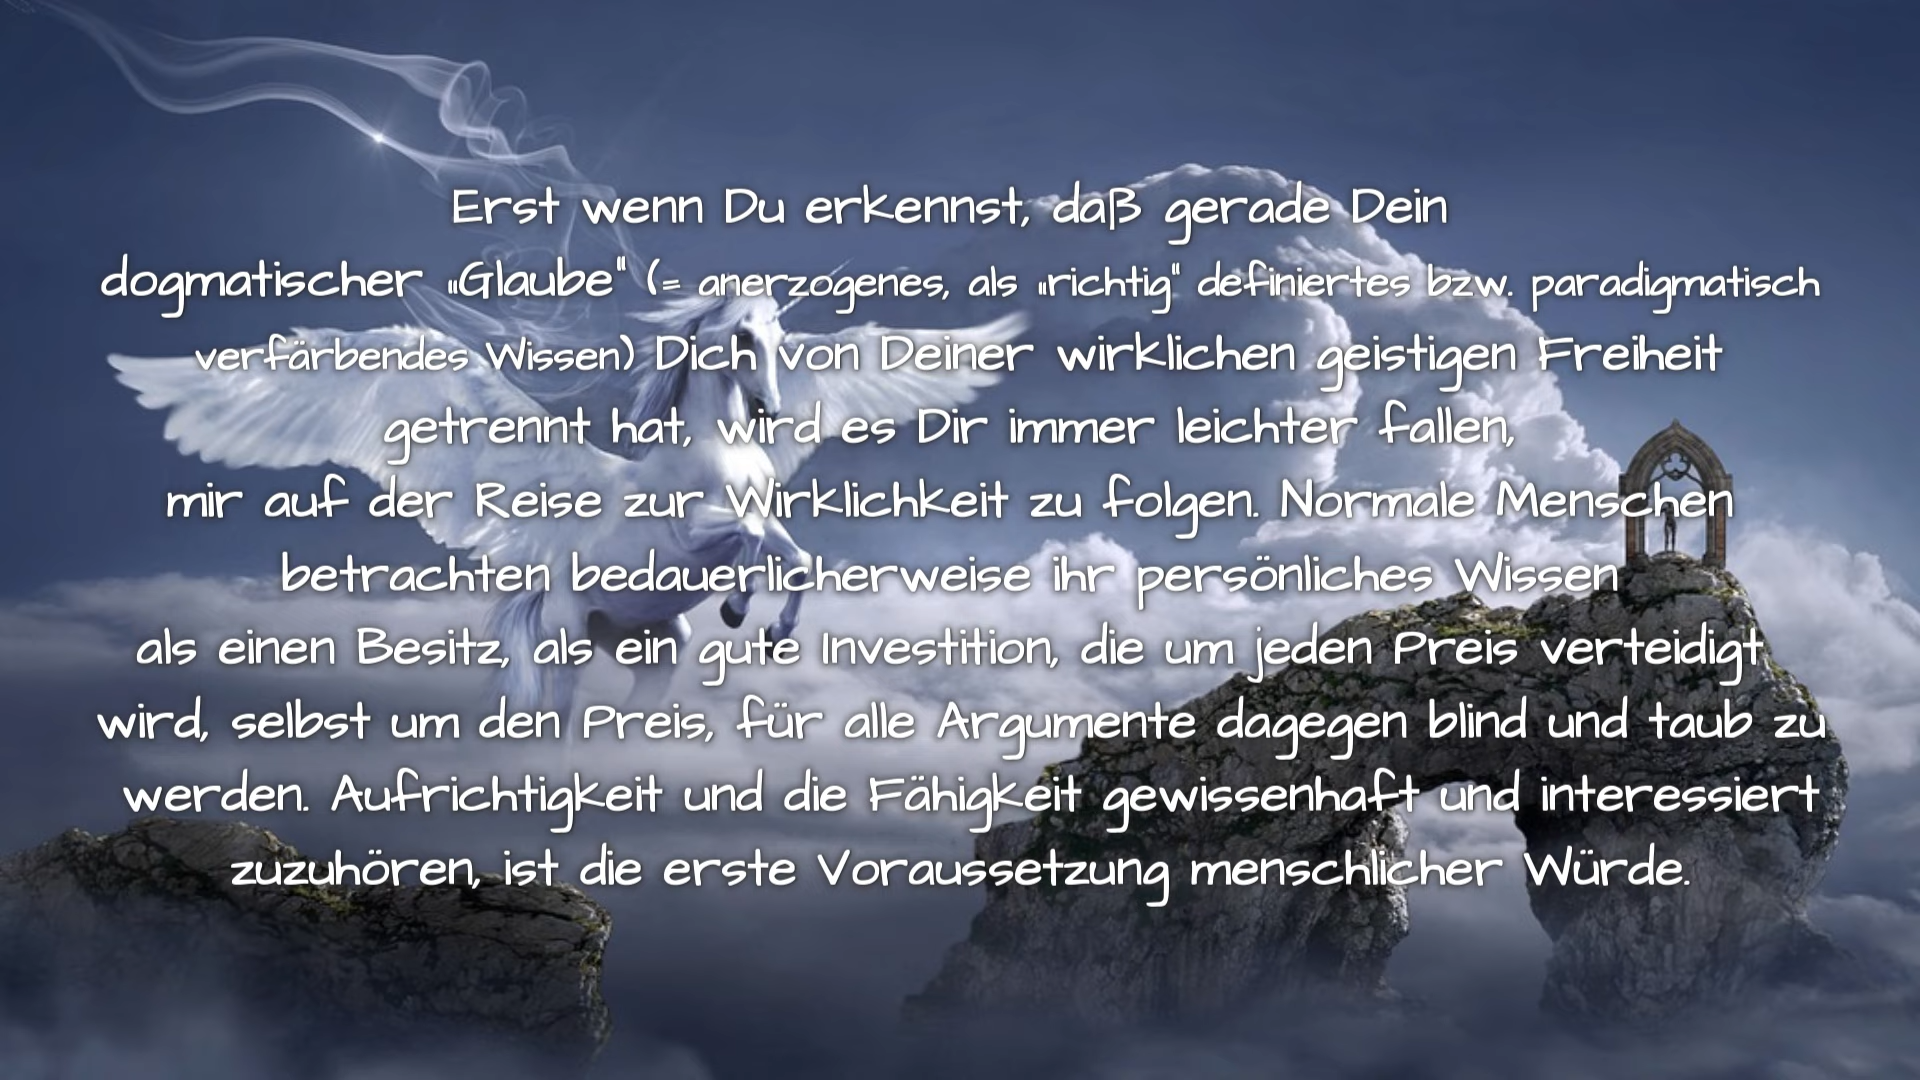 Erst wenn Du erkennst, daß gerade Dein
dogmatischer „Glaube“ (= anerzogenes, als „richtig“ definiertes bzw. paradigmatisch
verfärbendes Wissen) Dich von Deiner wirklichen geistigen Freiheit
getrennt hat, wird es Dir immer leichter fallen,
mir auf der Reise zur Wirklichkeit zu folgen. Normale Menschen
betrachten bedauerlicherweise ihr persönliches Wissen
als einen Besitz, als ein gute Investition, die um jeden Preis verteidigt
wird, selbst um den Preis, für alle Argumente dagegen blind und taub zu
werden. Aufrichtigkeit und die Fähigkeit gewissenhaft und interessiert
zuzuhören, ist die erste Voraussetzung menschlicher Würde.